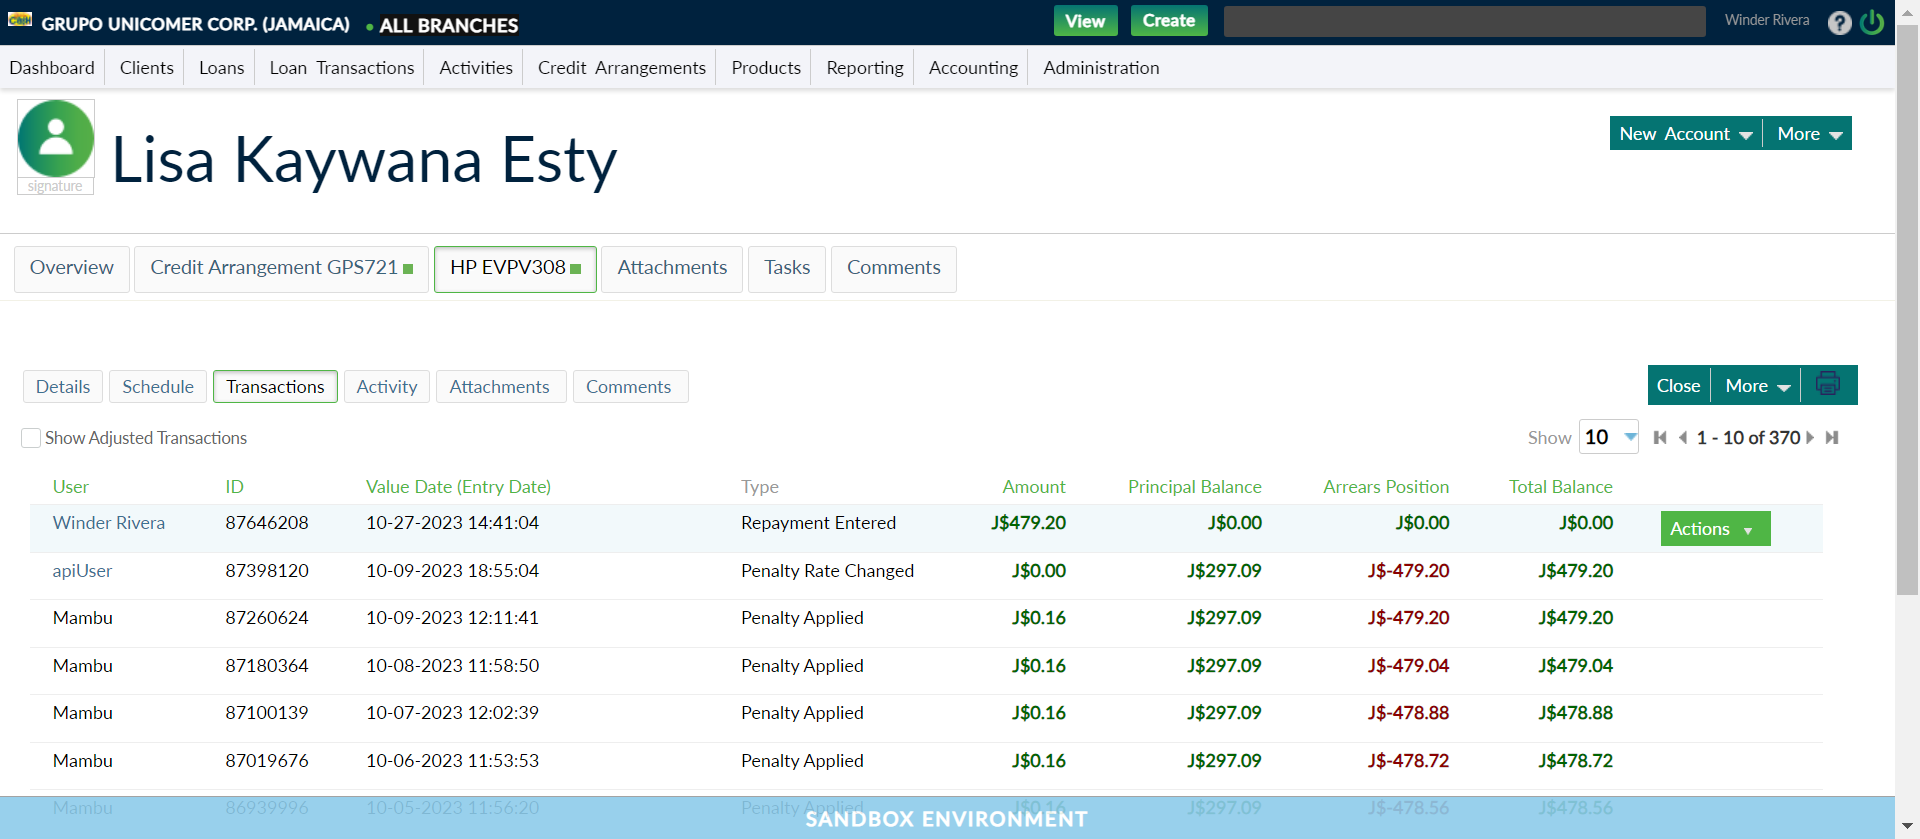 GRUPO UNICOMER CORP. (JAMAICA) ALL BRANCHES View Create Winder Rivera ?
Dashboard Clients Loans Loan Transactions Activities Credit Arrangements Products Reporting Accounting Administration
signature
Lisa Kaywana Esty
New Account More
Overview Credit Arrangement GPS721 HP EVPV308 Attachments Tasks Comments
Details Schedule Transactions Activity Attachments Comments
Close More
Show Adjusted Transactions
Show 10 1 - 10 of 370
User ID Value Date (Entry Date) Type Amount Principal Balance Arrears Position Total Balance
Winder Rivera 87646208 10-27-2023 14:41:04 Repayment Entered J$479.20 J$0.00 J$0.00 J$0.00 Actions
apiUser 87398120 10-09-2023 18:55:04 Penalty Rate Changed J$0.00 J$297.09 J$-479.20 J$479.20
Mambu 87260624 10-09-2023 12:11:41 Penalty Applied J$0.16 J$297.09 J$-479.20 J$479.20
Mambu 87180364 10-08-2023 11:58:50 Penalty Applied J$0.16 J$297.09 J$-479.04 J$479.04
Mambu 87100139 10-07-2023 12:02:39 Penalty Applied J$0.16 J$297.09 J$-478.88 J$478.88
Mambu 87019676 10-06-2023 11:53:53 Penalty Applied J$0.16 J$297.09 J$-478.72 J$478.72
Mambu 86939996 10-05-2023 11:56:20 Penalty Applied J$0.16 J$297.09 J$-478.56 J$478.56
SANDBOX ENVIRONMENT